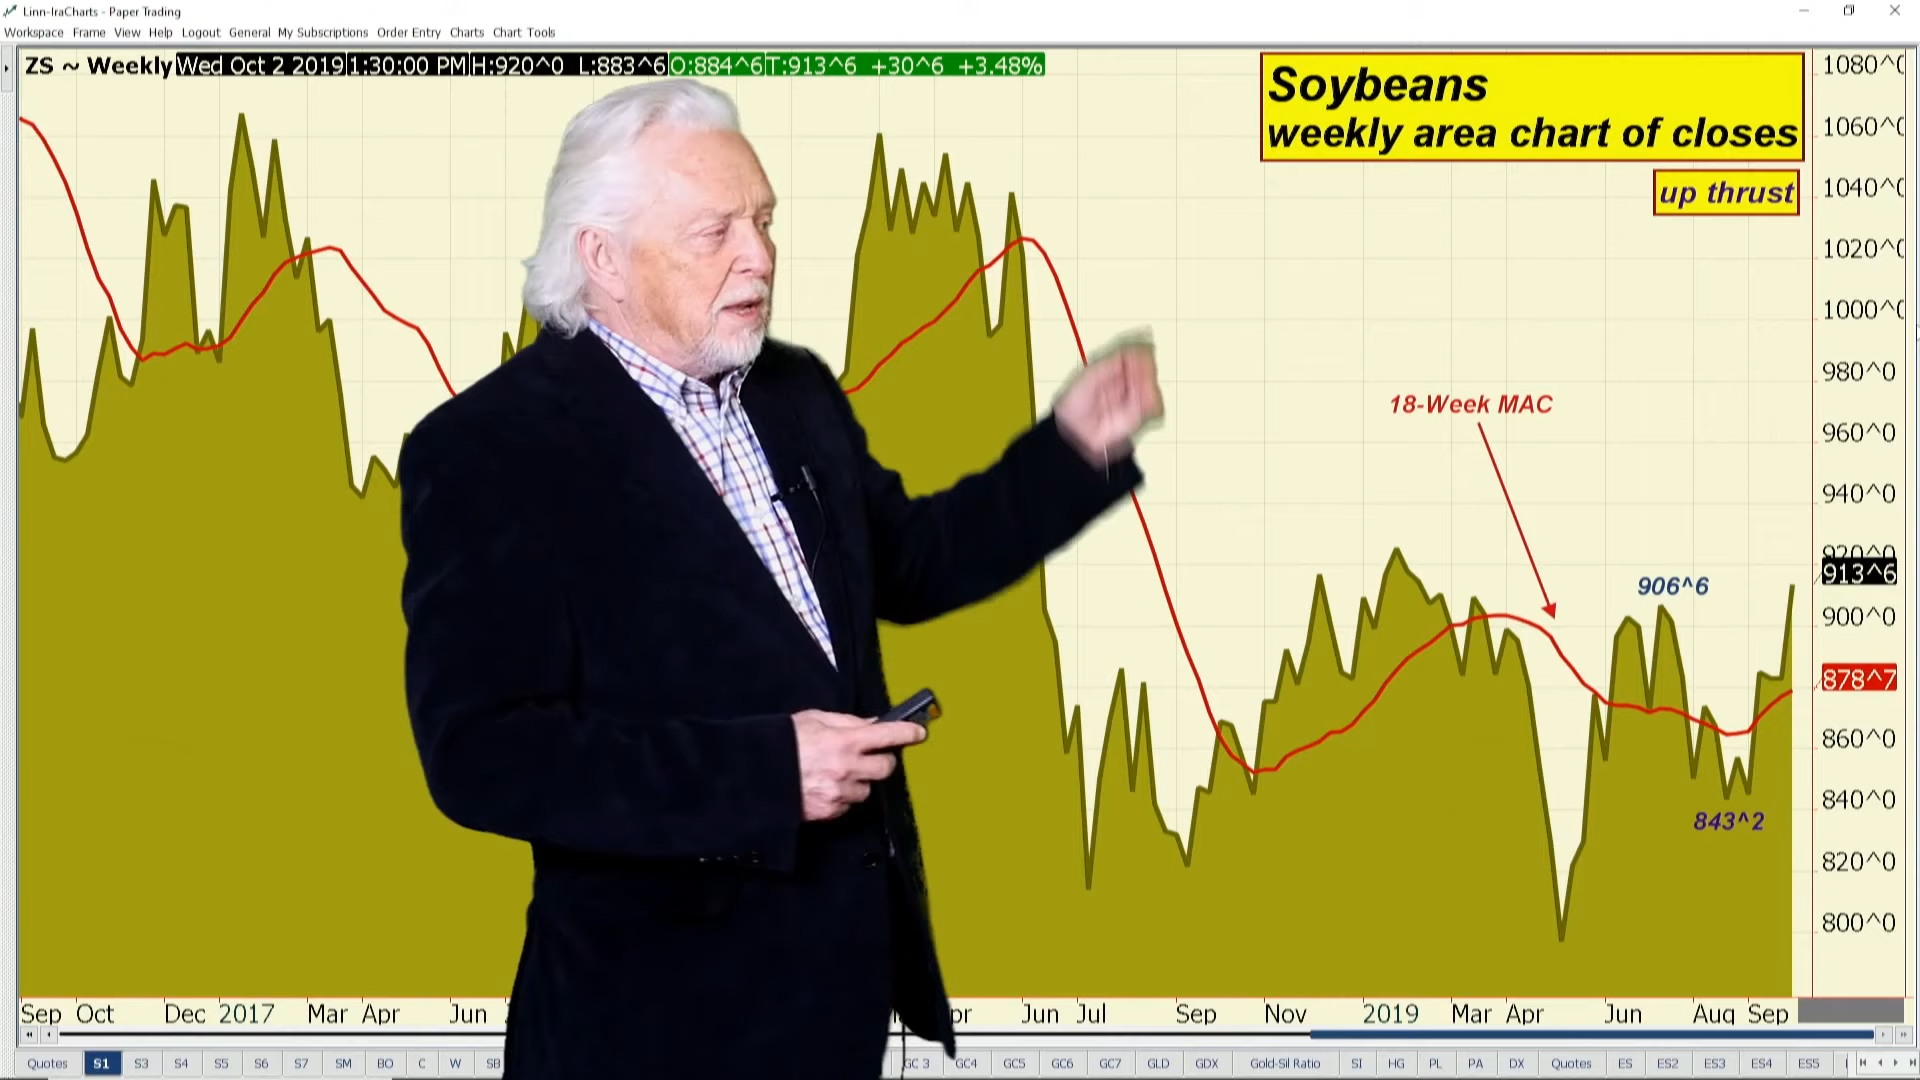 Linn-IraCharts - Paper Trading
Workspace Frame View Help Logout General My Subscriptions Order Entry Charts Chart Tools
ZS ~ Weekly Wed Oct 2 2019 1:30:00 PM H:920^0 L:883^6 O:884^6 T:913^6 +30^6 +3.48%
Soybeans
weekly area chart of closes
up thrust
1080^0
1060^0
1040^0
1020^0
1000^0
980^0
18-Week MAC
960^0
940^0
920^0
913^6
906^6
900^0
878^7
860^0
840^0
843^2
820^0
800^0
Sep Oct Dec 2017 Mar Apr Jun Jun Jul Sep Nov 2019 Mar Apr Jun Aug Sep
Quotes S1 S3 S4 S5 S6 S7 SM BO C W SB GC 3 GC4 GC5 GC6 GC7 GLD GDX Gold-Sil Ratio SI HG PL PA DX Quotes ES ES2 ES3 ES4 ES5